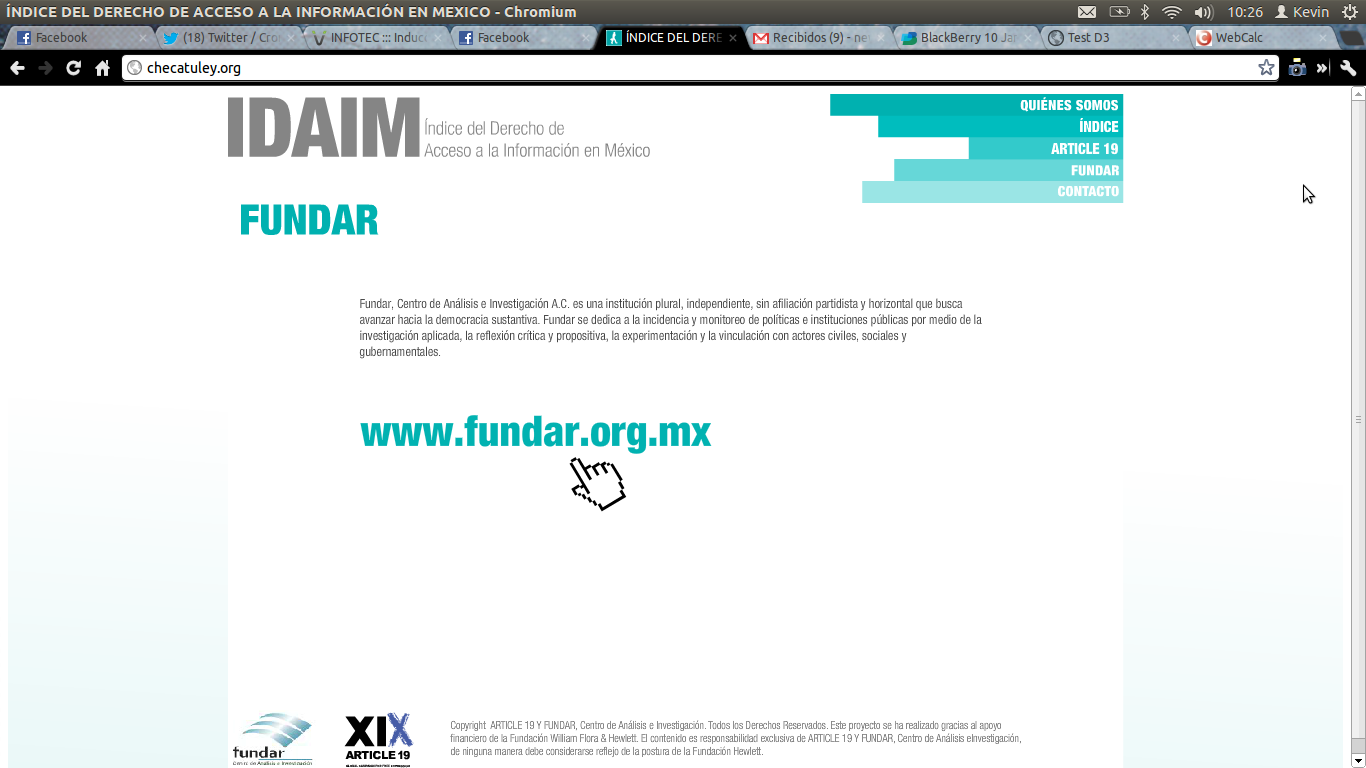 ÍNDICE DEL DERECHO DE ACCESO A LA INFORMACIÓN EN MEXICO - Chromium
10:26 Kevin
Facebook
(18) Twitter / Cro
INFOTEC ::: Induc
Facebook
ÍNDICE DEL DERE
Recibidos (9) - ne
BlackBerry 10 Ja
Test D3
WebCalc
checatuley.org
IDAIM
Índice del Derecho de
Acceso a la Información en México
QUIÉNES SOMOS
ÍNDICE
ARTICLE 19
FUNDAR
CONTACTO
FUNDAR
Fundar, Centro de Análisis e Investigación A.C. es una institución plural, independiente, sin afiliación partidista y horizontal que busca
avanzar hacia la democracia sustantiva. Fundar se dedica a la incidencia y monitoreo de políticas e instituciones públicas por medio de la
investigación aplicada, la reflexión crítica y propositiva, la experimentación y la vinculación con actores civiles, sociales y
gubernamentales.
www.fundar.org.mx
fundar
Centro de Análisis e Investigación
XIX
ARTICLE 19
Copyright ARTICLE 19 Y FUNDAR, Centro de Análisis e Investigación. Todos los Derechos Reservados. Este proyecto se ha realizado gracias al apoyo
financiero de la Fundación William Flora & Hewlett. El contenido es responsabilidad exclusiva de ARTICLE 19 Y FUNDAR, Centro de Análisis eInvestigación,
de ninguna manera debe considerarse reflejo de la postura de la Fundación Hewlett.